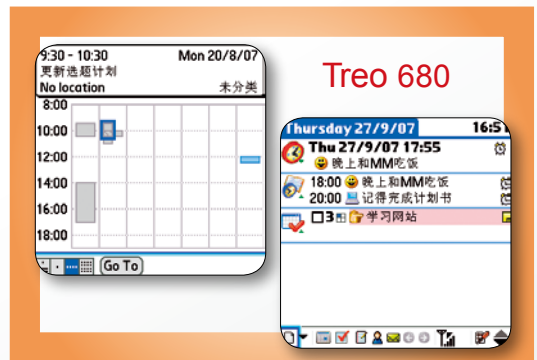 9:30 - 10:30 Mon 20/8/07
更新选题计划
No location 未分类
8:00
10:00
12:00
14:00
16:00
18:00
Go To
Treo 680
Thursday 27/9/07 16:51
Thu 27/9/07 17:55
晚上和MM吃饭
18:00 晚上和MM吃饭
20:00 记得完成计划书
3 学习网站